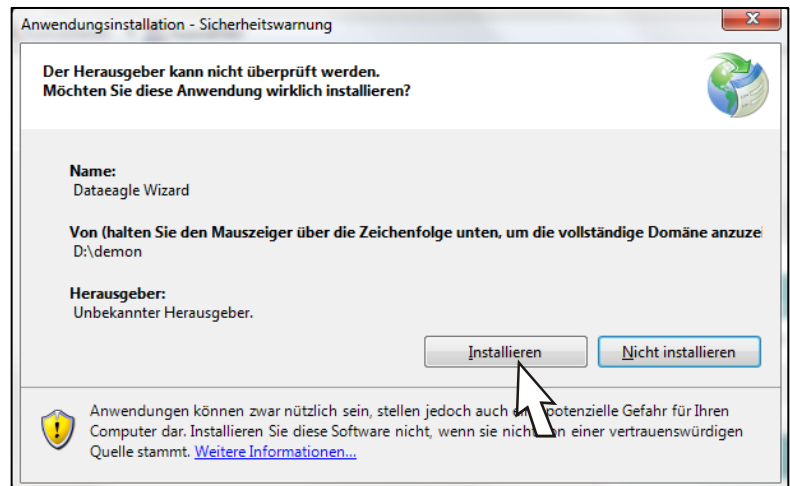 Anwendungsinstallation - Sicherheitswarnung
Der Herausgeber kann nicht überprüft werden.
Möchten Sie diese Anwendung wirklich installieren?
Name:
Dataeagle Wizard
Von (halten Sie den Mauszeiger über die Zeichenfolge unten, um die vollständige Domäne anzuzei
D:\demon
Herausgeber:
Unbekannter Herausgeber.
Installieren
Nicht installieren
Anwendungen können zwar nützlich sein, stellen jedoch auch potenzielle Gefahr für Ihren
Computer dar. Installieren Sie diese Software nicht, wenn sie nicht einer vertrauenswürdigen
Quelle stammt. Weitere Informationen...